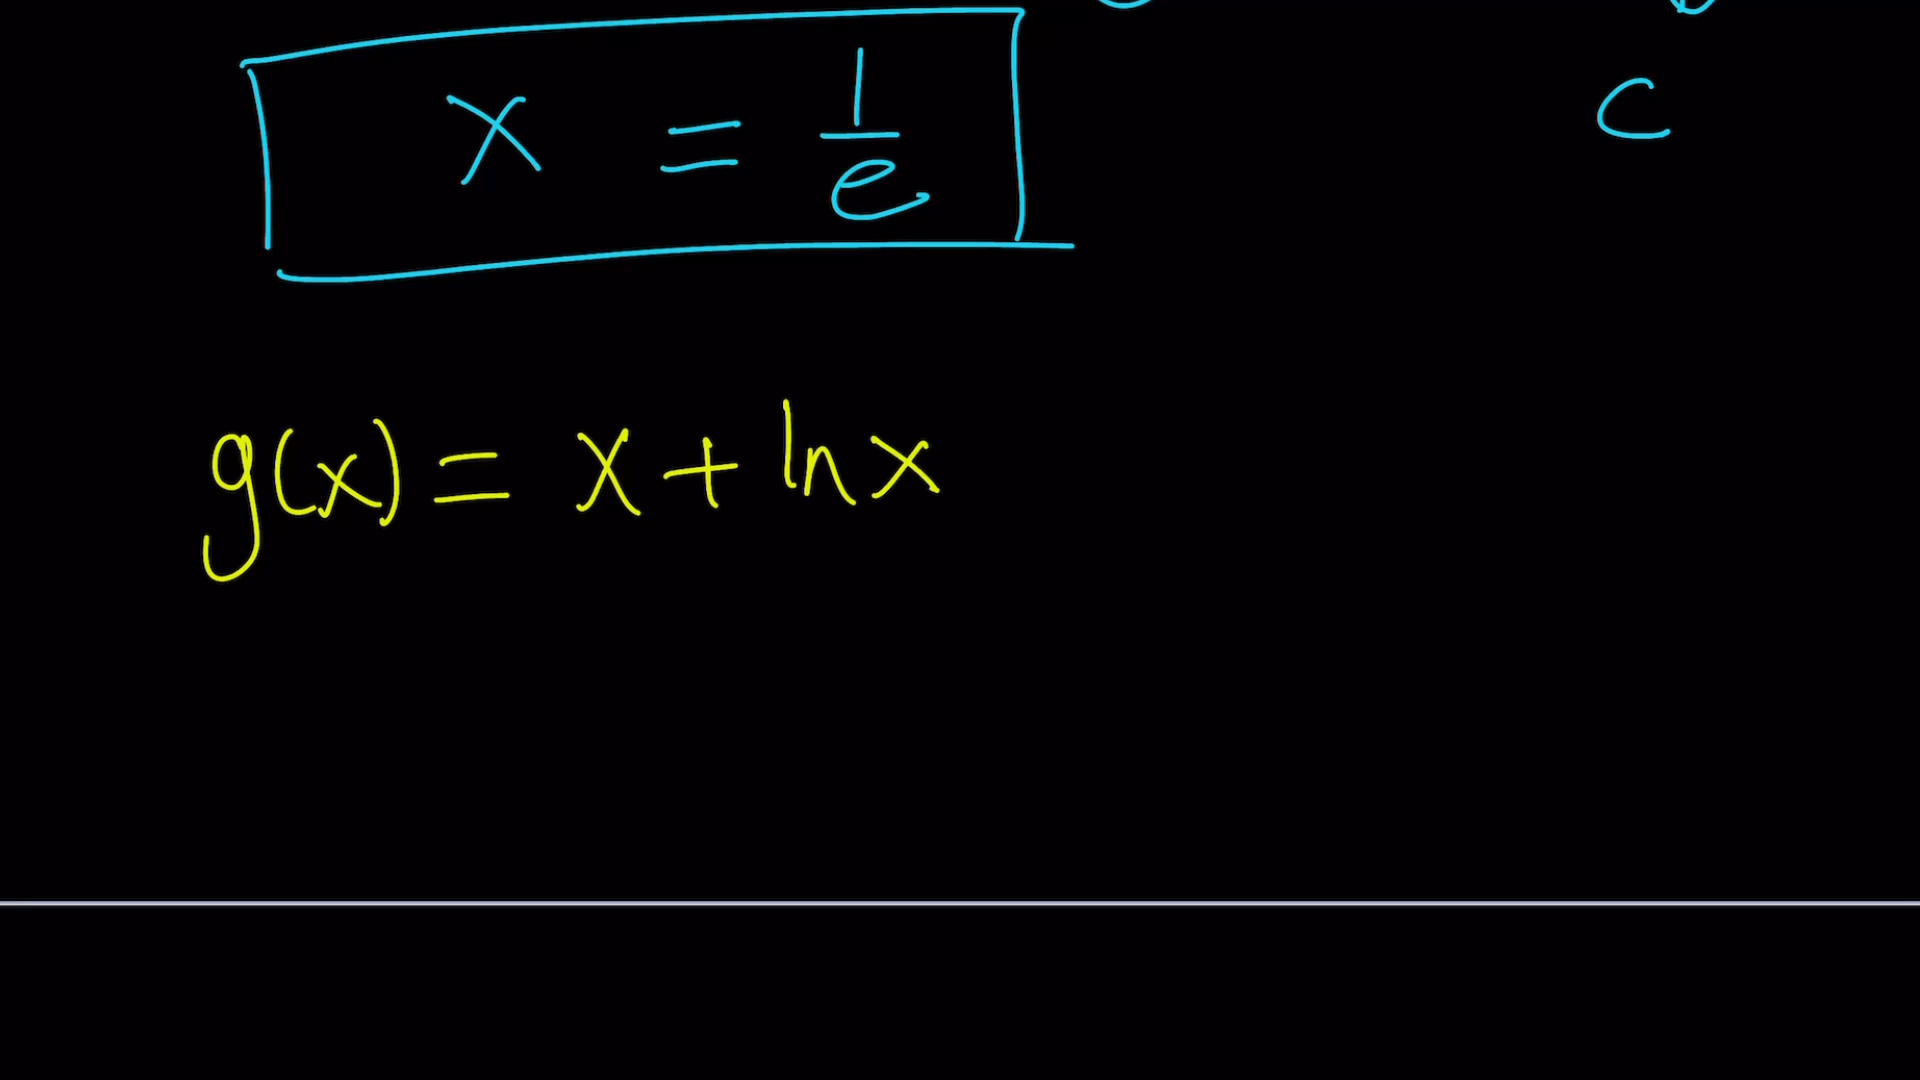 x = 1/e
c
g(x) = x + ln x